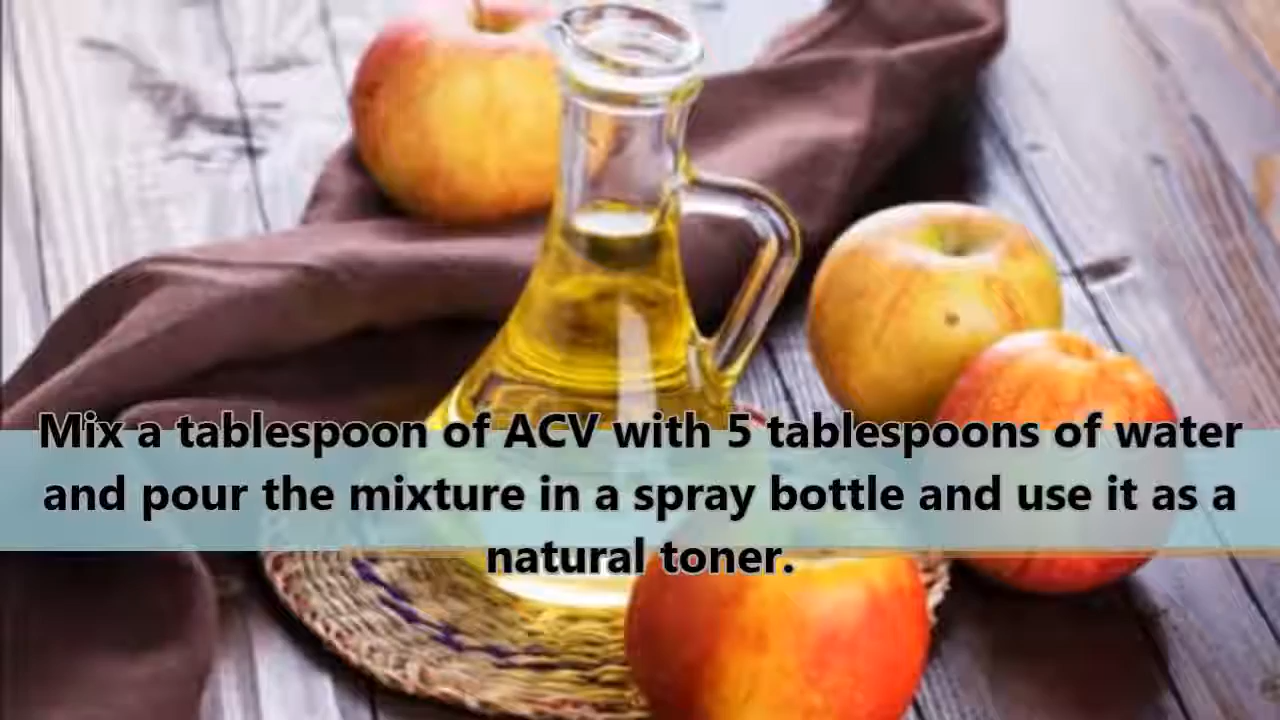 Mix a tablespoon of ACV with 5 tablespoons of water
and pour the mixture in a spray bottle and use it as a
natural toner.